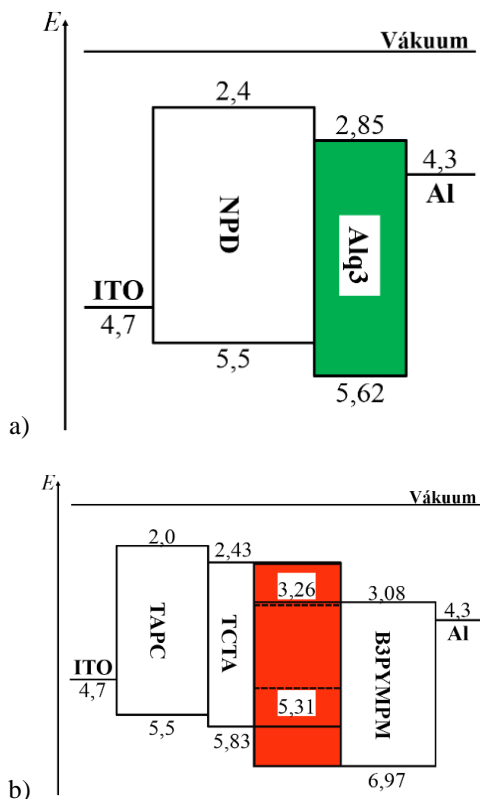 E
Vákuum
2,4
2,85
4,3
Al
NPD
Alq3
ITO
4,7
5,5
5,62
a)
E
Vákuum
2,0
2,43
3,26
3,08
4,3
Al
TAPC
TCTA
B3PYMPM
ITO
4,7
5,31
5,5
5,83
6,97
b)